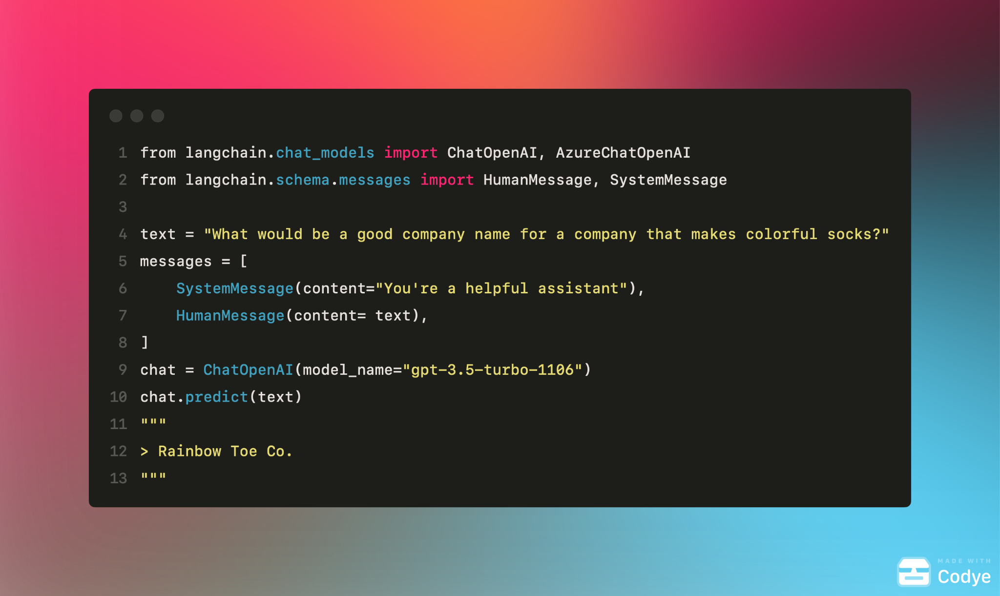 1 from langchain.chat_models import ChatOpenAI, AzureChatOpenAI
2 from langchain.schema.messages import HumanMessage, SystemMessage
3
4 text = "What would be a good company name for a company that makes colorful socks?"
5 messages = [
6     SystemMessage(content="You're a helpful assistant"),
7     HumanMessage(content= text),
8 ]
9 chat = ChatOpenAI(model_name="gpt-3.5-turbo-1106")
10 chat.predict(text)
11 """
12 > Rainbow Toe Co.
13 """
MADE WITH
Codye